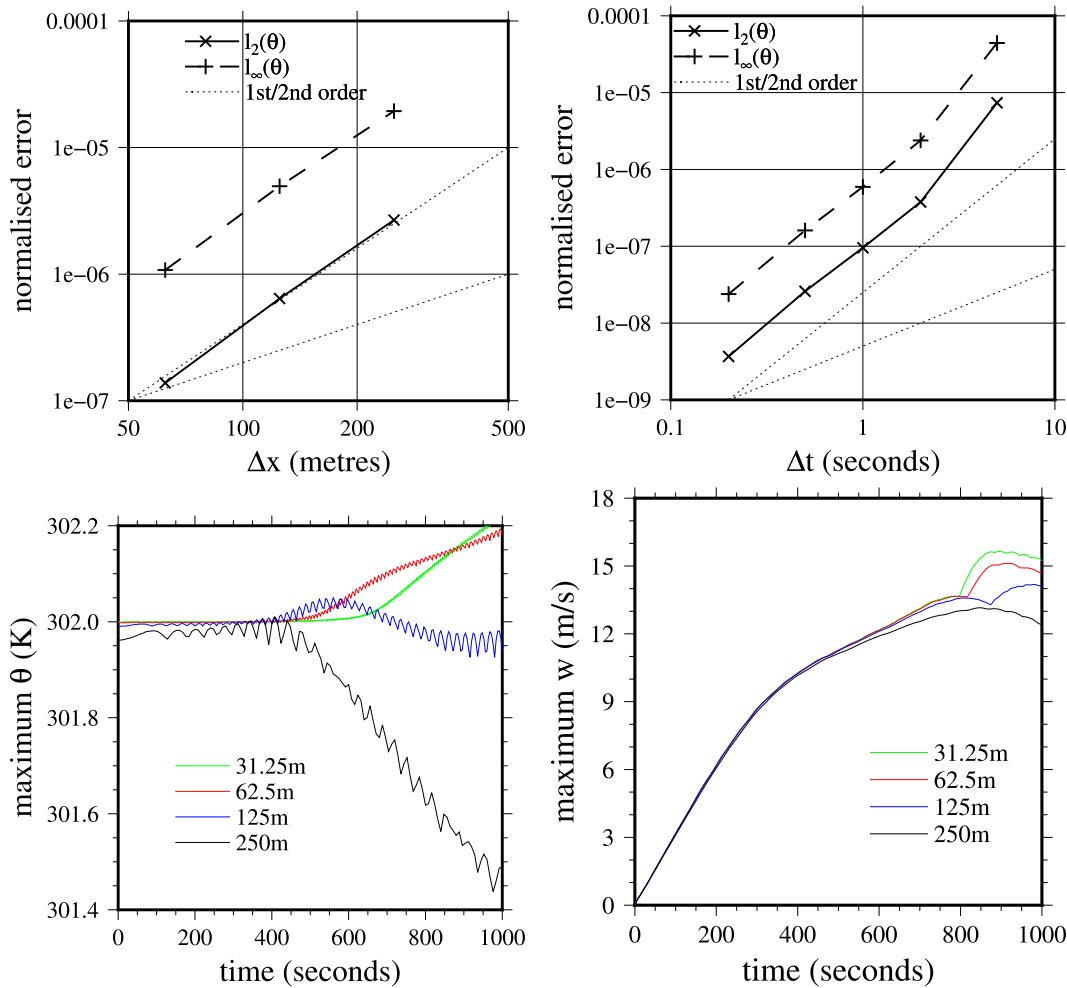 0.0001
1e-05
1e-06
1e-07
normalised error
l₂(θ)
l∞(θ)
1st/2nd order
50
100
200
500
Δx (metres)
0.0001
1e-05
1e-06
1e-07
1e-08
1e-09
normalised error
l₂(θ)
l∞(θ)
1st/2nd order
0.1
1
10
Δt (seconds)
302.2
302.0
301.8
301.6
301.4
maximum θ (K)
31.25m
62.5m
125m
250m
0
200
400
600
800
1000
time (seconds)
18
15
12
9
6
3
0
maximum w (m/s)
31.25m
62.5m
125m
250m
0
200
400
600
800
1000
time (seconds)